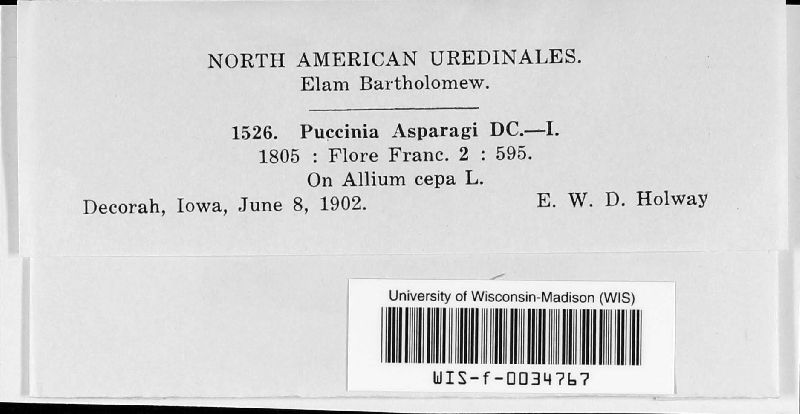 NORTH AMERICAN UREDINALES.
Elam Bartholomew.
1526. Puccinia Asparagi DC.—I.
1805 : Flore Franc. 2 : 595.
On Allium cepa L.
Decorah, Iowa, June 8, 1902. E. W. D. Holway
University of Wisconsin-Madison (WIS)
WIS-f-0034767